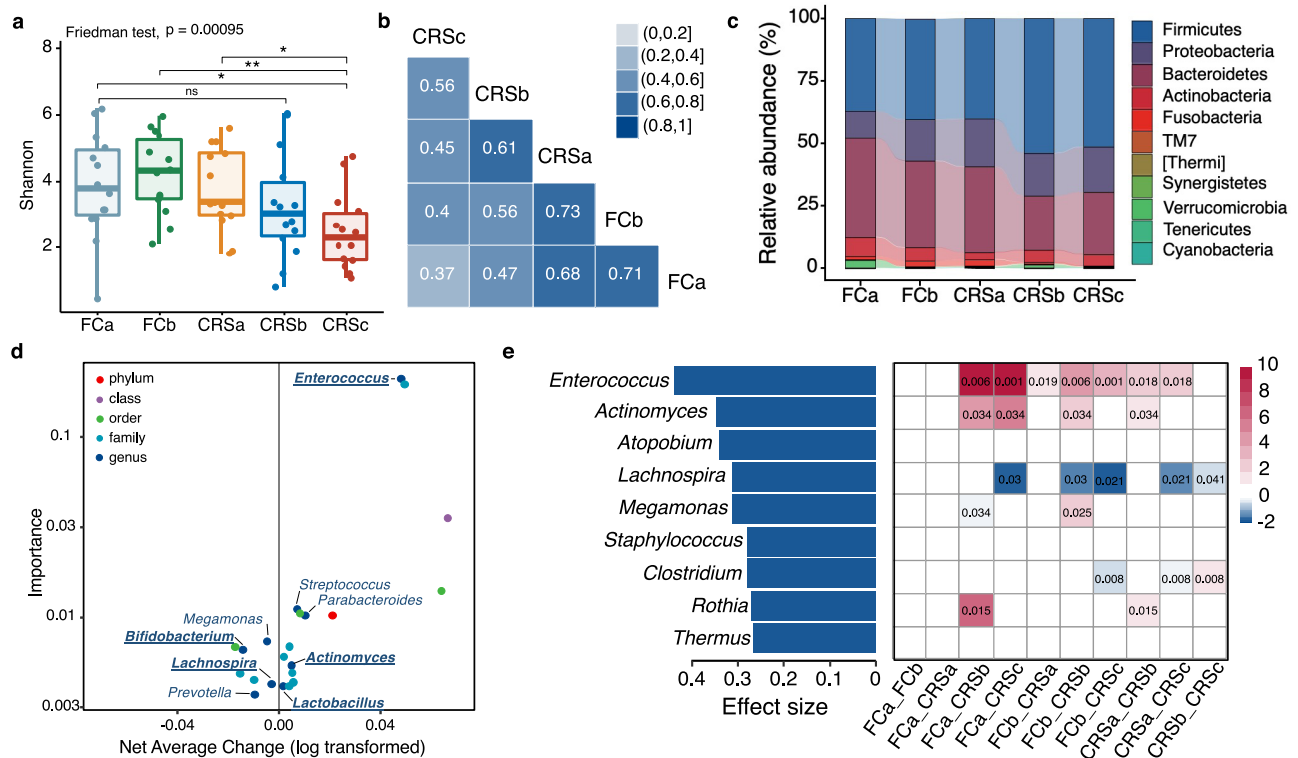 a
Friedman test, p = 0.00095
Shannon
8
6
4
2
*
**
*
ns
FCa
FCb
CRSa
CRSb
CRSc
b
CRSc
0.56
CRSb
0.45
0.61
CRSa
0.4
0.56
0.73
FCb
0.37
0.47
0.68
0.71
FCa
(0,0.2]
(0.2,0.4]
(0.4,0.6]
(0.6,0.8]
(0.8,1]
c
Relative abundance (%)
100
75
50
25
0
FCa
FCb
CRSa
CRSb
CRSc
Firmicutes
Proteobacteria
Bacteroidetes
Actinobacteria
Fusobacteria
TM7
[Thermi]
Synergistetes
Verrucomicrobia
Tenericutes
Cyanobacteria
d
phylum
class
order
family
genus
Importance
0.1
0.03
0.01
0.003
Enterococcus
Streptococcus
Parabacteroides
Megamonas
Bifidobacterium
Lachnospira
Actinomyces
Prevotella
Lactobacillus
-0.04
0.00
0.04
Net Average Change (log transformed)
e
Enterococcus
Actinomyces
Atopobium
Lachnospira
Megamonas
Staphylococcus
Clostridium
Rothia
Thermus
0.4
0.3
0.2
0.1
0
Effect size
0.006
0.001
0.019
0.006
0.001
0.018
0.018
0.034
0.034
0.034
0.034
0.03
0.03
0.021
0.021
0.041
0.034
0.025
0.008
0.008
0.008
0.015
0.015
FCa_FCb
FCa_CRSa
FCa_CRSb
FCa_CRSc
FCb_CRSa
FCb_CRSb
FCb_CRSc
CRSa_CRSb
CRSa_CRSc
CRSb_CRSc
10
8
6
4
2
0
-2